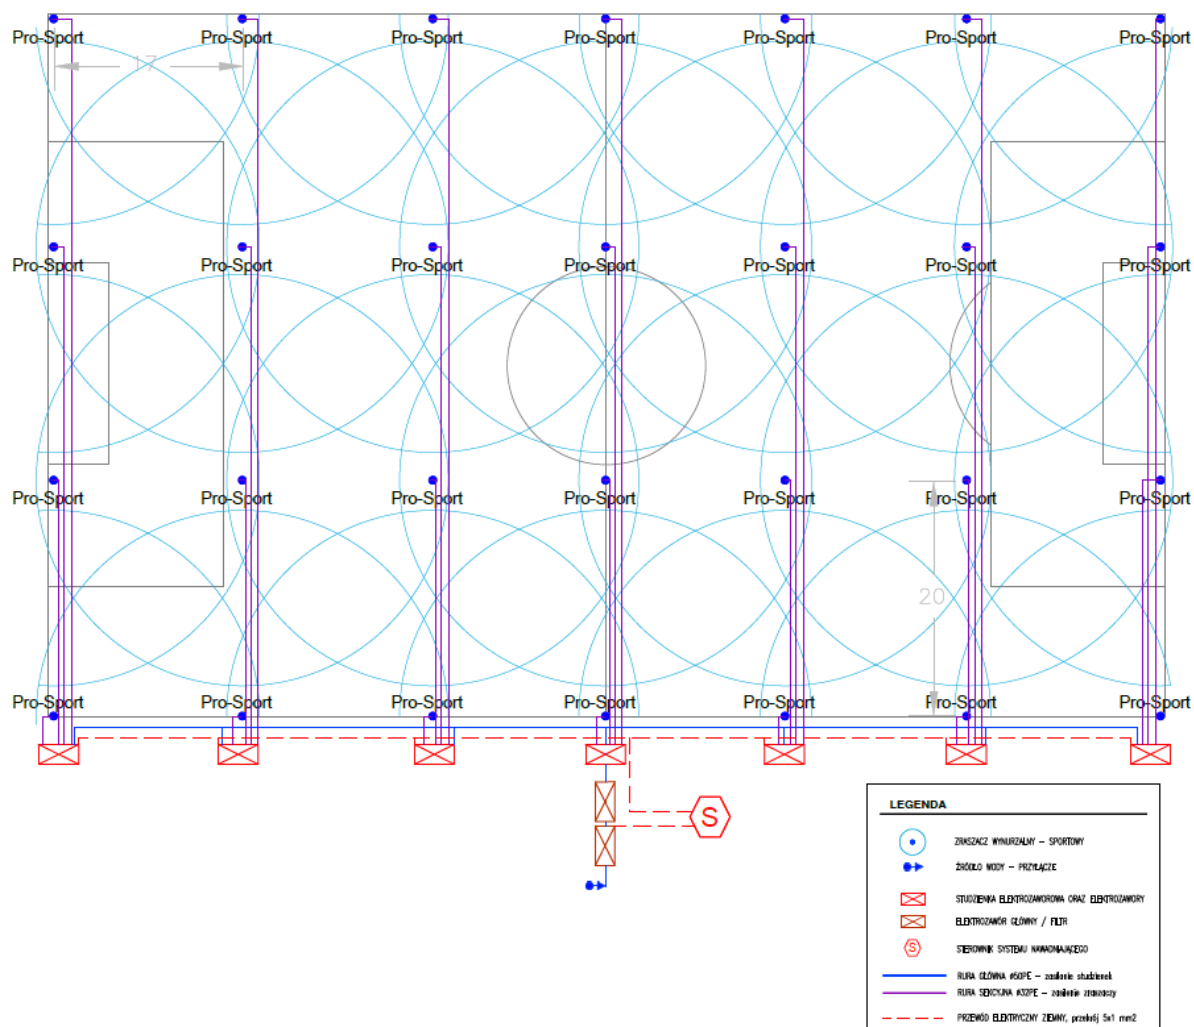 Pro-Sport Pro-Sport Pro-Sport Pro-Sport Pro-Sport Pro-Sport Pro-Sport
17
Pro-Sport Pro-Sport Pro-Sport Pro-Sport Pro-Sport Pro-Sport Pro-Sport
Pro-Sport Pro-Sport Pro-Sport Pro-Sport Pro-Sport Pro-Sport Pro-Sport
20
Pro-Sport Pro-Sport Pro-Sport Pro-Sport Pro-Sport Pro-Sport Pro-Sport
S
LEGENDA
ZRASZACZ WYNURZALNY – SPORTOWY
ŹRÓDŁO WODY – PRZYŁĄCZE
STUDZIENKA ELEKTROZAWOROWA ORAZ ELEKTROZAWORY
ELEKTROZAWÓR GŁÓWNY / FILTR
S STEROWNIK SYSTEMU NAWADNIAJĄCEGO
RURA GŁÓWNA ø50PE – zasilanie studzienek
RURA SEKCYJNA ø32PE – zasilanie zraszaczy
PRZEWÓD ELEKTRYCZNY ZIEMNY, przekrój 5x1 mm2